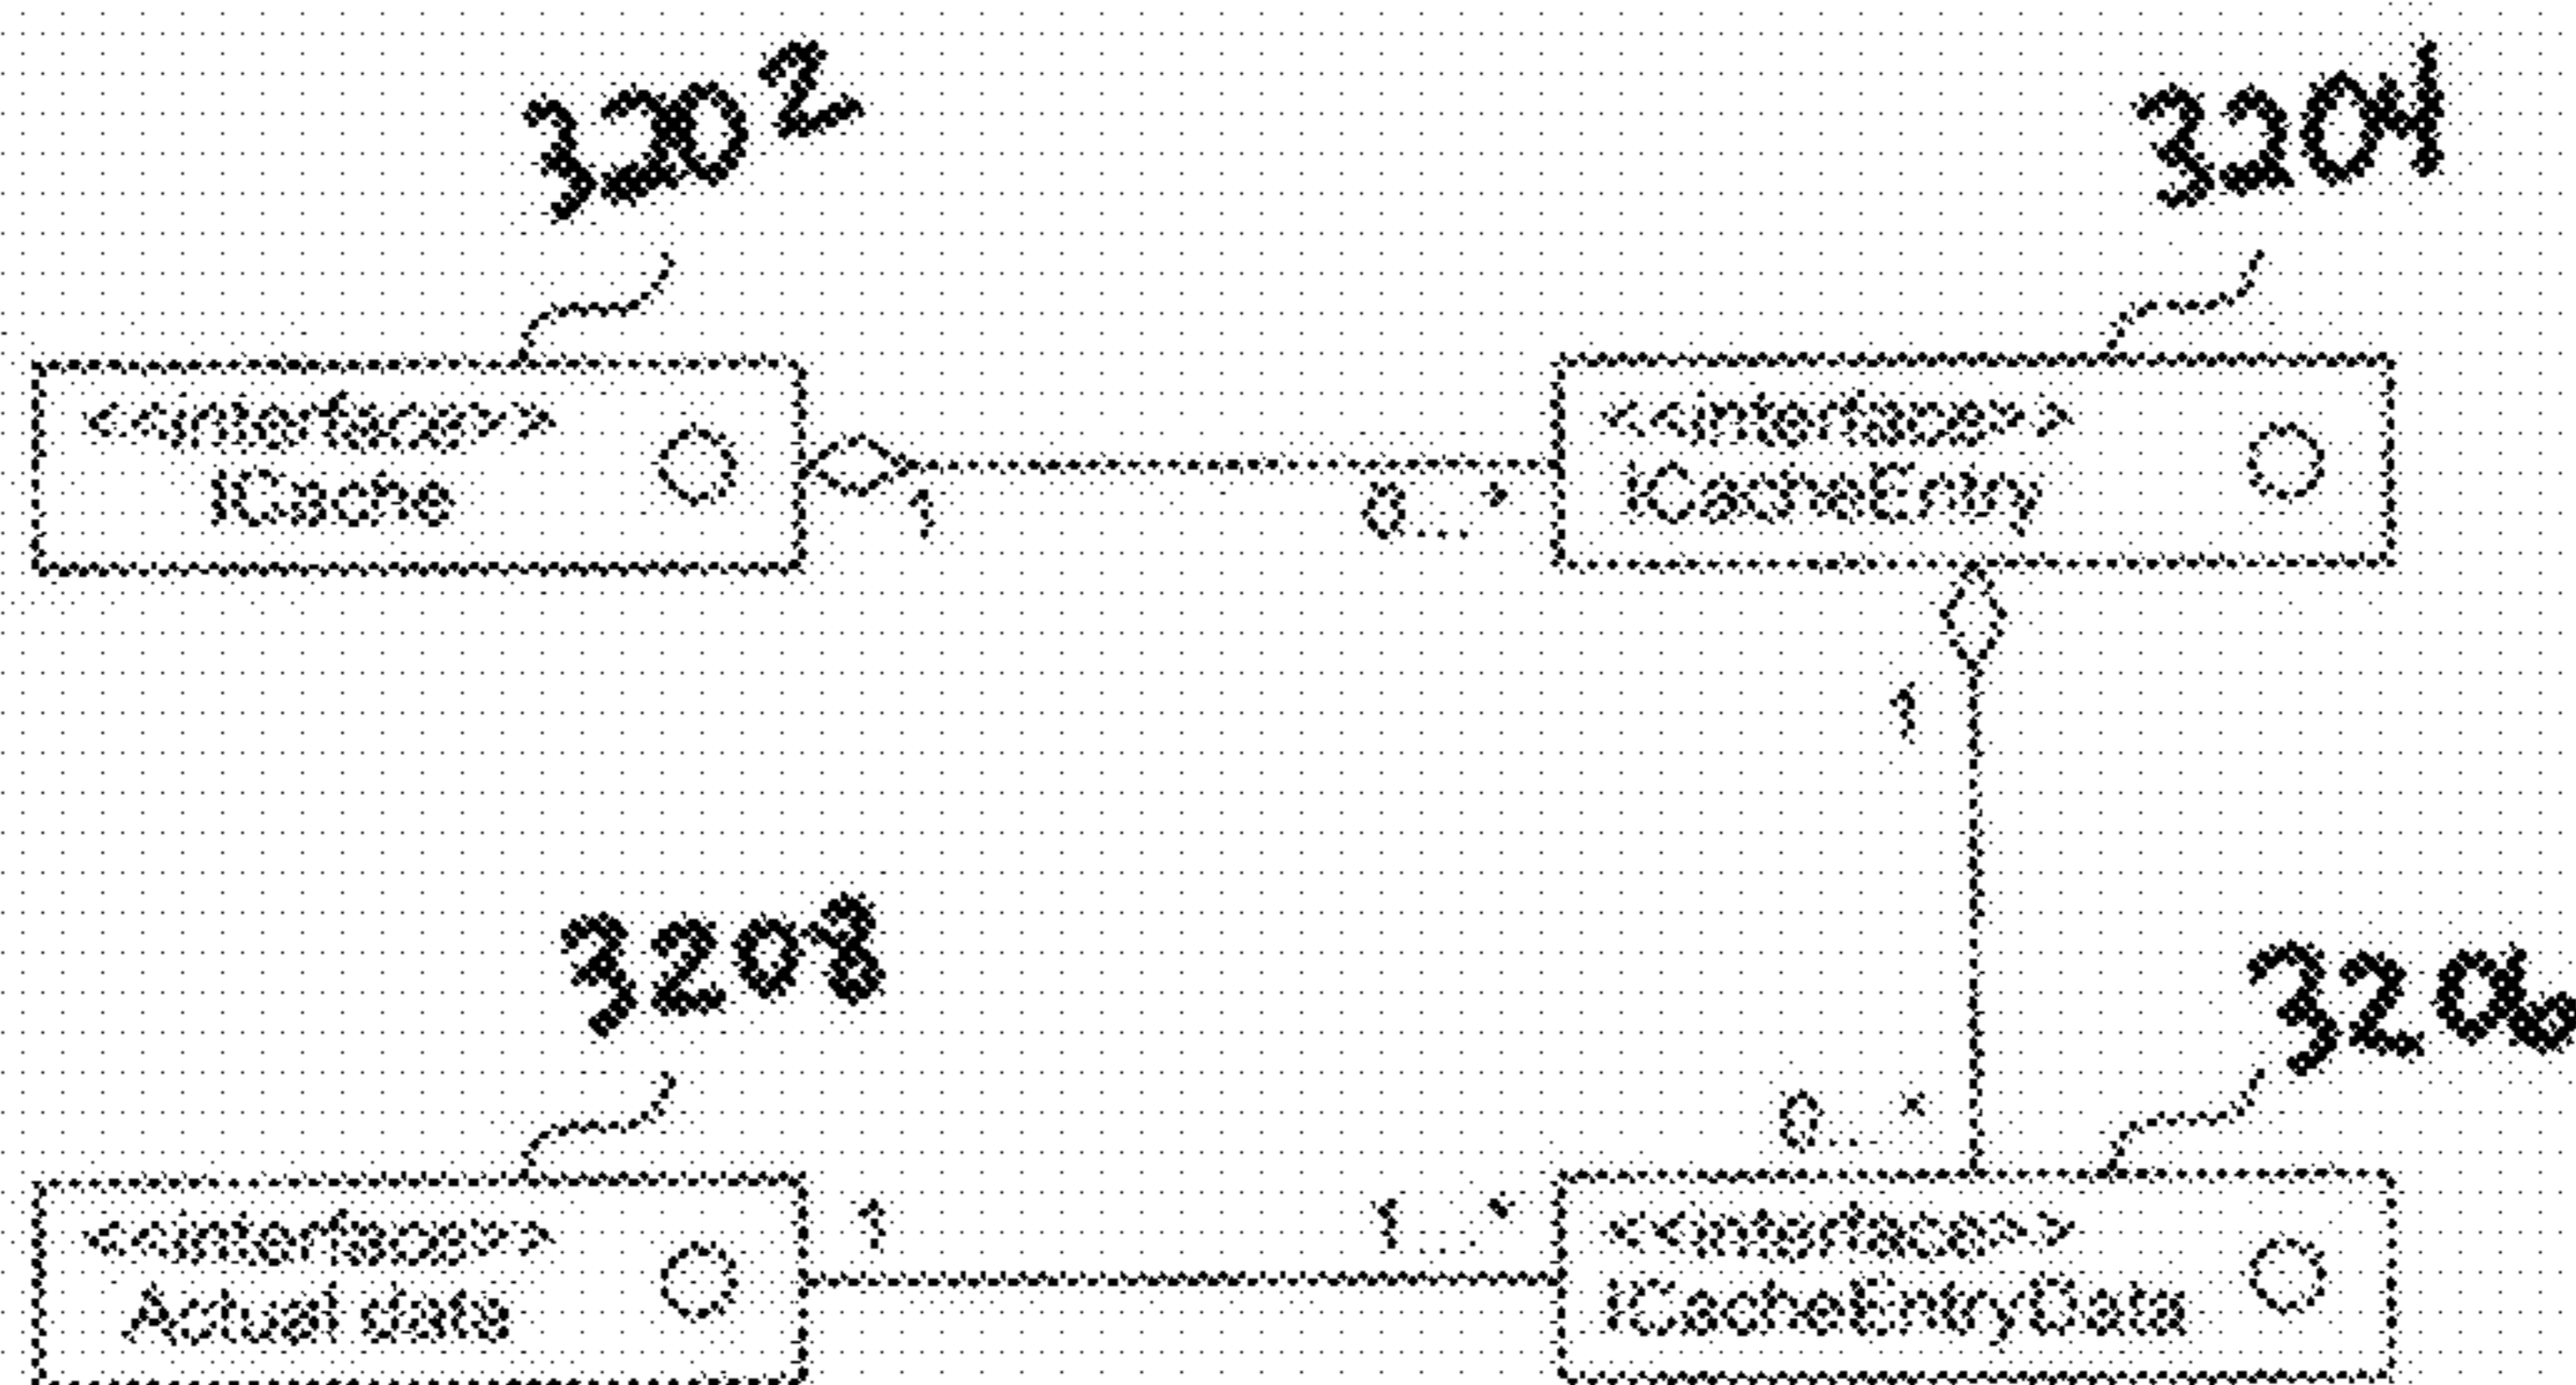 3202
3204
<<interface>>
ICache
1
0...*
<<interface>>
ICacheEntry
1
0...*
3208
3206
<<interface>>
Actual data
1
1...*
<<interface>>
ICacheEntryData